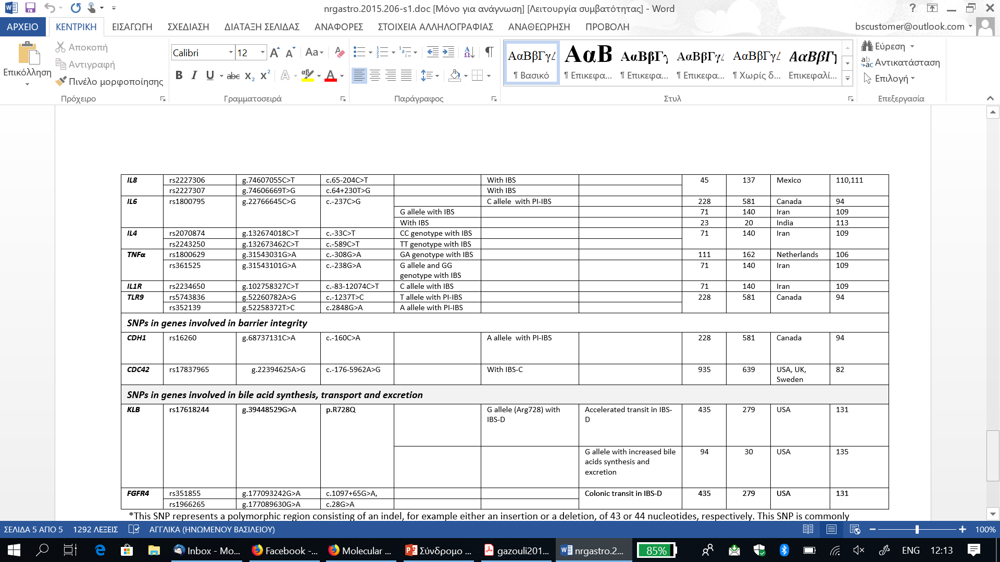 nrgastro.2015.206-s1.doc [Μόνο για ανάγνωση] [Λειτουργία συμβατότητας] - Word
ΑΡΧΕΙΟ ΚΕΝΤΡΙΚΗ ΕΙΣΑΓΩΓΗ ΣΧΕΔΙΑΣΗ ΔΙΑΤΑΞΗ ΣΕΛΙΔΑΣ ΑΝΑΦΟΡΕΣ ΣΤΟΙΧΕΙΑ ΑΛΛΗΛΟΓΡΑΦΙΑΣ ΑΝΑΘΕΩΡΗΣΗ ΠΡΟΒΟΛΗ bscustomer@outlook.com
Επικόλληση
Αποκοπή
Αντιγραφή
Πινέλο μορφοποίησης
Πρόχειρο
Calibri 12
Γραμματοσειρά
Παράγραφος
¶ Βασικό ¶ Επικεφα... ¶ Επικεφα... ¶ Επικεφα... ¶ Χωρίς δ... Επικεφαλί...
Στυλ
Εύρεση
Αντικατάσταση
Επιλογή
Επεξεργασία
IL8 rs2227306 g.74607055C>T c.65-204C>T With IBS 45 137 Mexico 110,111
rs2227307 g.74606669T>G c.64+230T>G With IBS
IL6 rs1800795 g.22766645C>G c.-237C>G C allele with PI-IBS 228 581 Canada 94
G allele with IBS 71 140 Iran 109
With IBS 23 20 India 113
IL4 rs2070874 g.132674018C>T c.-33C>T CC genotype with IBS 71 140 Iran 109
rs2243250 g.132673462C>T c.-589C>T TT genotype with IBS
TNFα rs1800629 g.31543031G>A c.-308G>A GA genotype with IBS 111 162 Netherlands 106
rs361525 g.31543101G>A c.-238G>A G allele and GG 71 140 Iran 109
genotype with IBS
IL1R rs2234650 g.102758327C>T c.-83-12074C>T C allele with IBS 71 140 Iran 109
TLR9 rs5743836 g.52260782A>G c.-1237T>C T allele with PI-IBS 228 581 Canada 94
rs352139 g.52258372T>C c.2848G>A A allele with PI-IBS
SNPs in genes involved in barrier integrity
CDH1 rs16260 g.68737131C>A c.-160C>A A allele with PI-IBS 228 581 Canada 94
CDC42 rs17837965 g.22394625A>G c.-176-5962A>G With IBS-C 935 639 USA, UK, 82
Sweden
SNPs in genes involved in bile acid synthesis, transport and excretion
KLB rs17618244 g.39448529G>A p.R728Q G allele (Arg728) with Accelerated transit in IBS- 435 279 USA 131
IBS-D D
G allele with increased bile 94 30 USA 135
acids synthesis and
excretion
FGFR4 rs351855 g.177093242G>A c.1097+65G>A, Colonic transit in IBS-D 435 279 USA 131
rs1966265 g.177089630G>A c.28G>A
*This SNP represents a polymorphic region consisting of an indel, for example either an insertion or a deletion, of 43 or 44 nucleotides, respectively. This SNP is commonly
ΣΕΛΙΔΑ 5 ΑΠΟ 5 1292 ΛΕΞΕΙΣ ΑΓΓΛΙΚΑ (ΗΝΩΜΕΝΟΥ ΒΑΣΙΛΕΙΟΥ) 100%
Inbox - Mo... Facebook -... Molecular ... Σύνδρομο ... gazouli201... nrgastro.2... 85% ENG 12:13